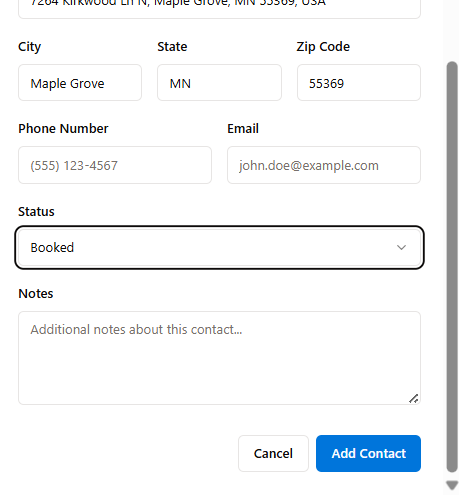 7264 Kirkwood Ln N, Maple Grove, MN 55369, USA
City State Zip Code
Maple Grove MN 55369
Phone Number Email
(555) 123-4567 john.doe@example.com
Status
Booked
Notes
Additional notes about this contact...
Cancel Add Contact